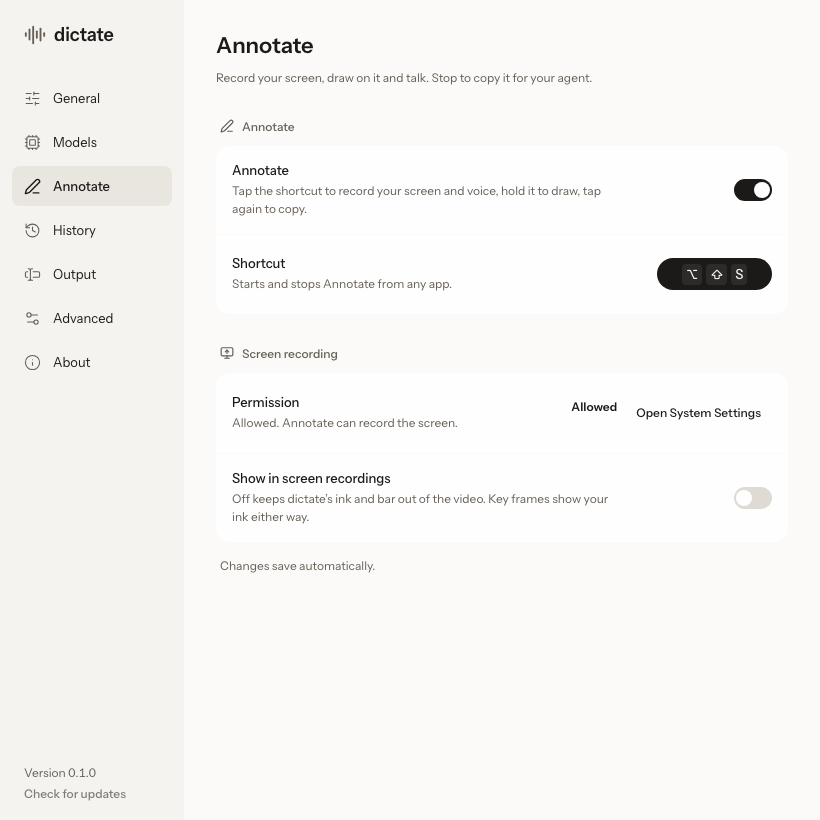 dictate
General
Models
Annotate
History
Output
Advanced
About
Version 0.1.0
Check for updates
Annotate
Record your screen, draw on it and talk. Stop to copy it for your agent.
Annotate
Annotate
Tap the shortcut to record your screen and voice, hold it to draw, tap
again to copy.
Shortcut
Starts and stops Annotate from any app.
⌥ ⇧ S
Screen recording
Permission
Allowed. Annotate can record the screen.
Allowed
Open System Settings
Show in screen recordings
Off keeps dictate's ink and bar out of the video. Key frames show your
ink either way.
Changes save automatically.